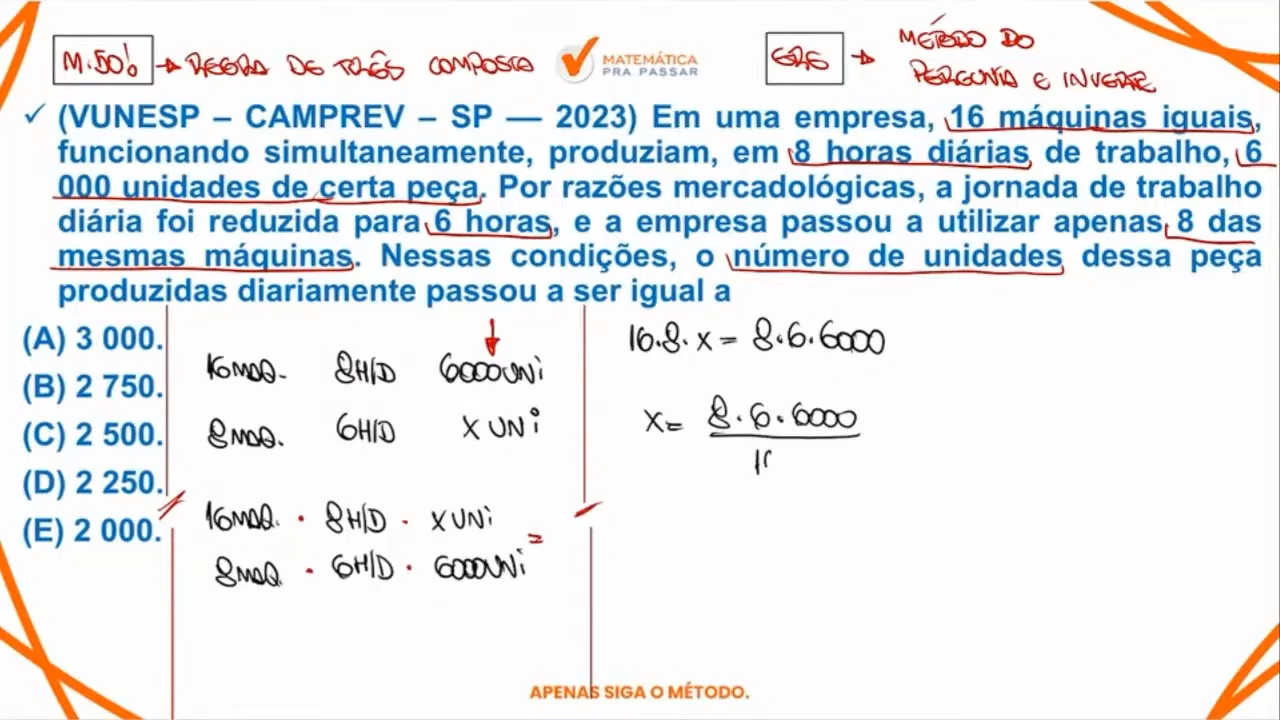 M.50! → REGRA DE TRÊS COMPOSTA
MATEMÁTICA
PRA PASSAR
MÉTODO DO
PERGUNTA E INVERTE
✓ (VUNESP – CAMPREV – SP — 2023) Em uma empresa, 16 máquinas iguais,
funcionando simultaneamente, produziam, em 8 horas diárias de trabalho, 6
000 unidades de certa peça. Por razões mercadológicas, a jornada de trabalho
diária foi reduzida para 6 horas, e a empresa passou a utilizar apenas 8 das
mesmas máquinas. Nessas condições, o número de unidades dessa peça
produzidas diariamente passou a ser igual a
(A) 3 000.
(B) 2 750.
(C) 2 500.
(D) 2 250.
(E) 2 000.
16MAQ. 8H/D 6000UNi
8MAQ. 6H/D X UNi
16MAQ. · 8H/D · X UNi
=
8MAQ. · 6H/D · 6000UNi
16.8. X = 8.6.6000
X = 8.6.6000
APENAS SIGA O MÉTODO.